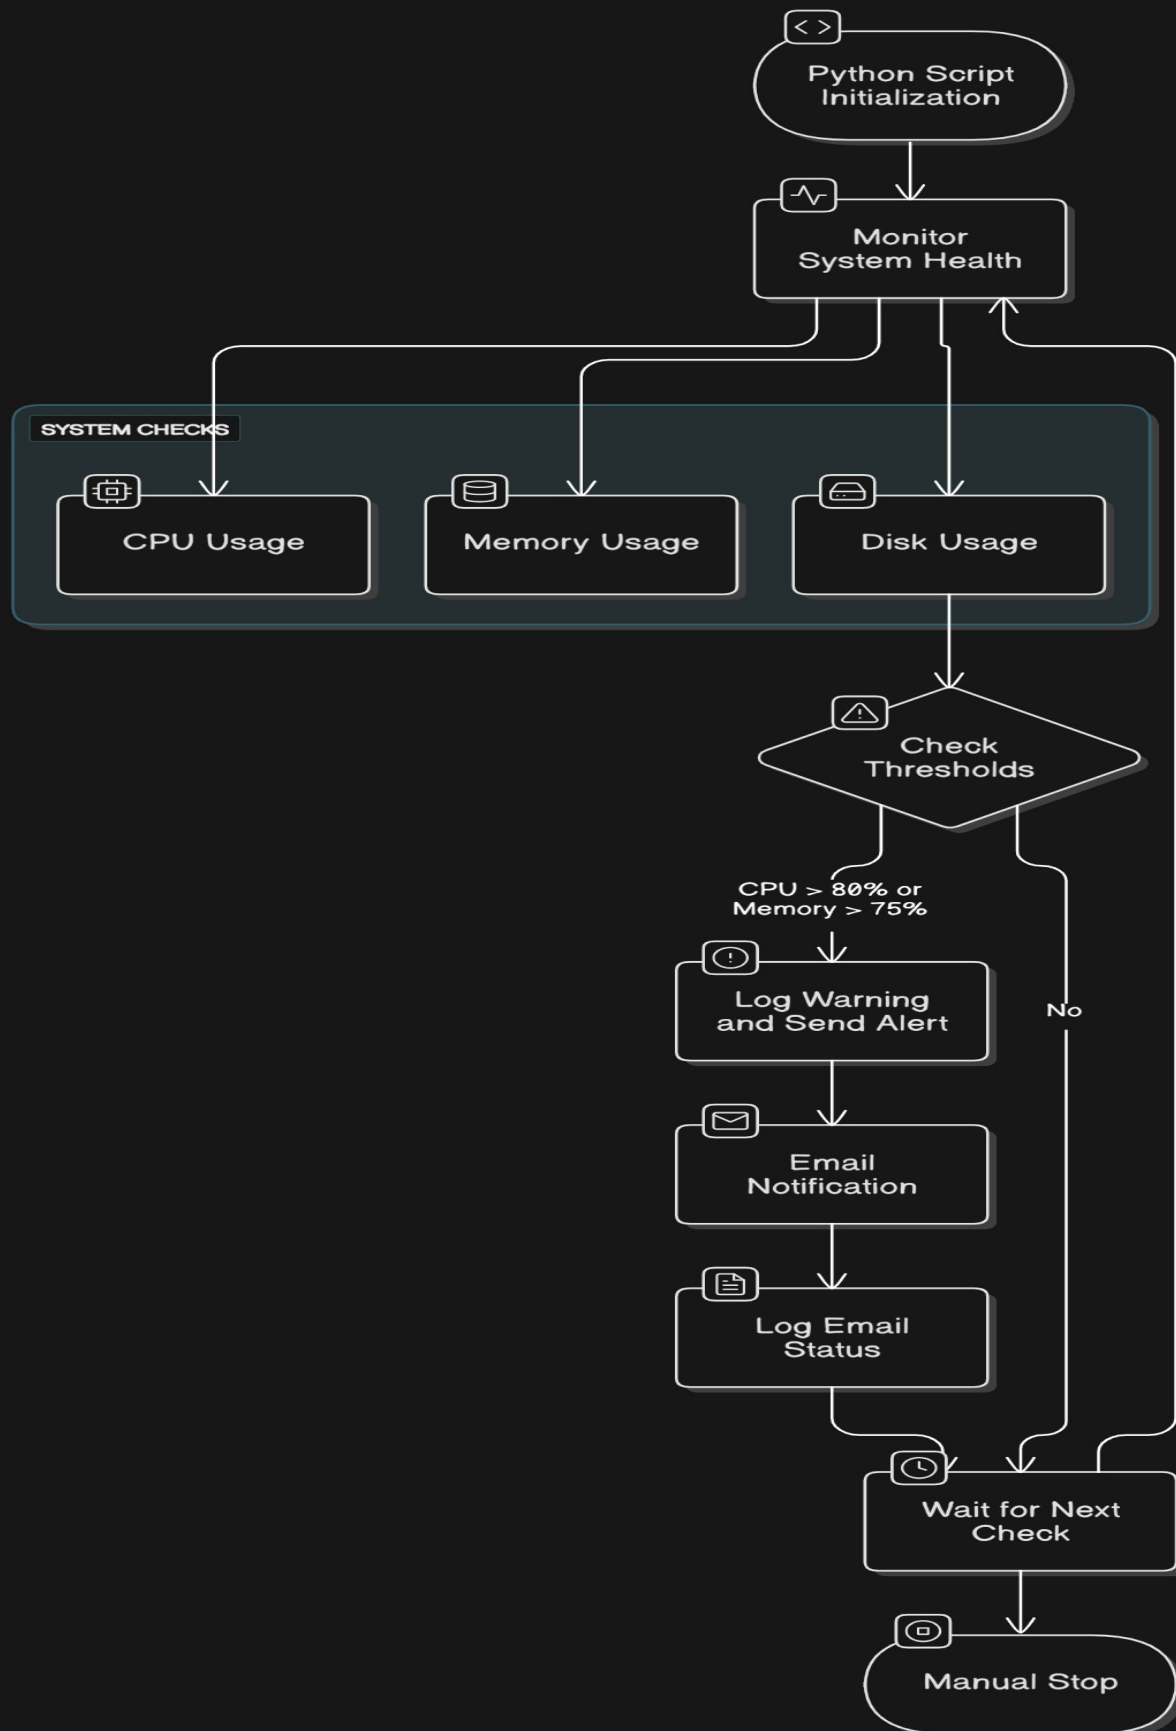 Python Script
Initialization
Monitor
System Health
SYSTEM CHECKS
CPU Usage
Memory Usage
Disk Usage
Check
Thresholds
CPU > 80% or
Memory > 75%
Log Warning
and Send Alert
No
Email
Notification
Log Email
Status
Wait for Next
Check
Manual Stop